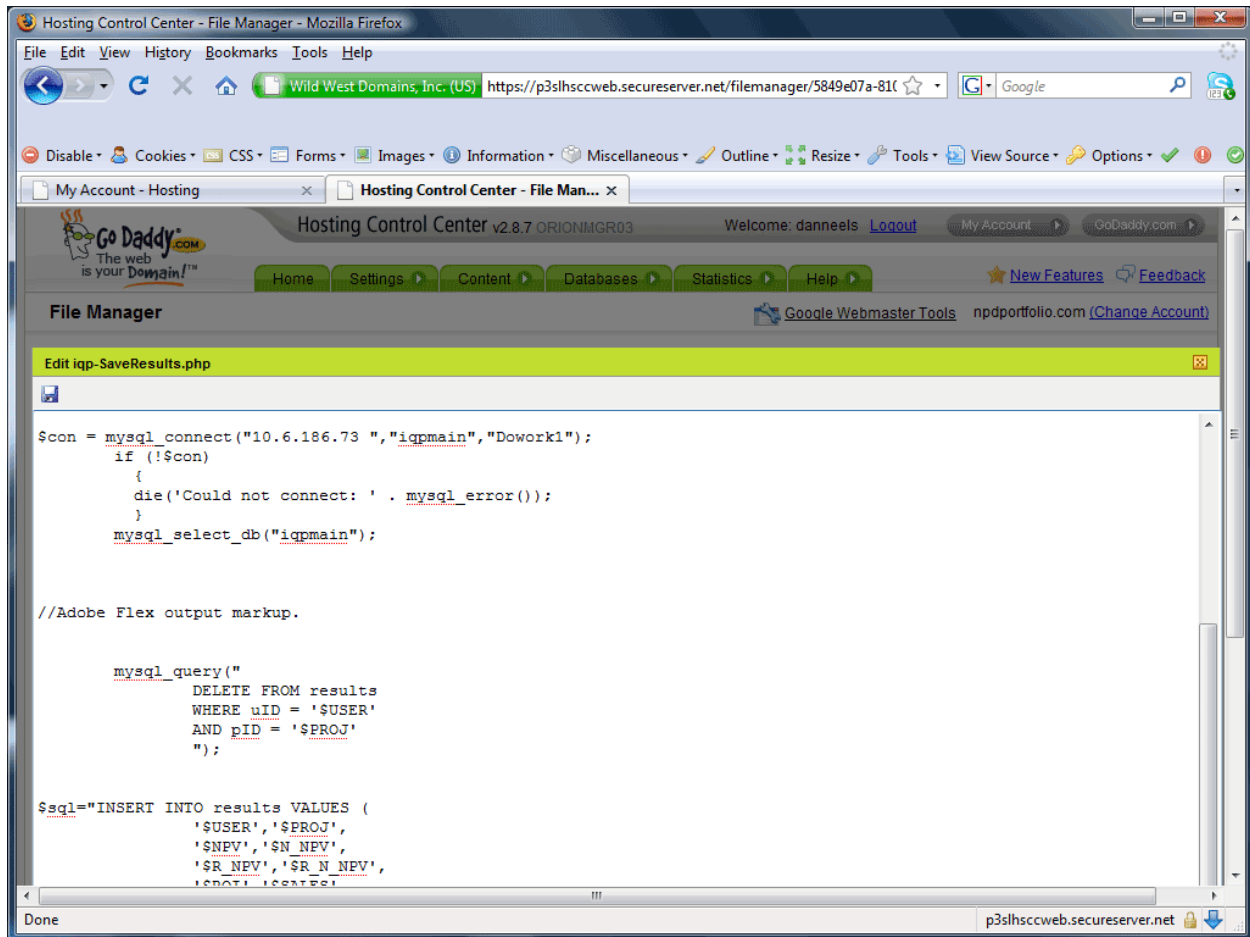 Hosting Control Center - File Manager - Mozilla Firefox
File Edit View History Bookmarks Tools Help
Wild West Domains, Inc. (US) https://p3slhsccweb.secureserver.net/filemanager/5849e07a-81( G Google
Disable Cookies CSS Forms Images Information Miscellaneous Outline Resize Tools View Source Options
My Account - Hosting Hosting Control Center - File Man...
Go Daddy.com Hosting Control Center v2.8.7 ORIONMGR03 Welcome: danneels Logout My Account GoDaddy.com
The web
is your Domain!™ Home Settings Content Databases Statistics Help New Features Feedback
File Manager Google Webmaster Tools npdportfolio.com (Change Account)
Edit iqp-SaveResults.php
$con = mysql_connect("10.6.186.73 ","iqpmain","Dowork1");
if (!$con)
{
die('Could not connect: ' . mysql_error());
}
mysql_select_db("iqpmain");
//Adobe Flex output markup.
mysql_query("
DELETE FROM results
WHERE uID = '$USER'
AND pID = '$PROJ'
");
$sql="INSERT INTO results VALUES (
'$USER','$PROJ',
'$NPV','$N_NPV',
'$R_NPV','$R_N_NPV',
Done p3slhsccweb.secureserver.net